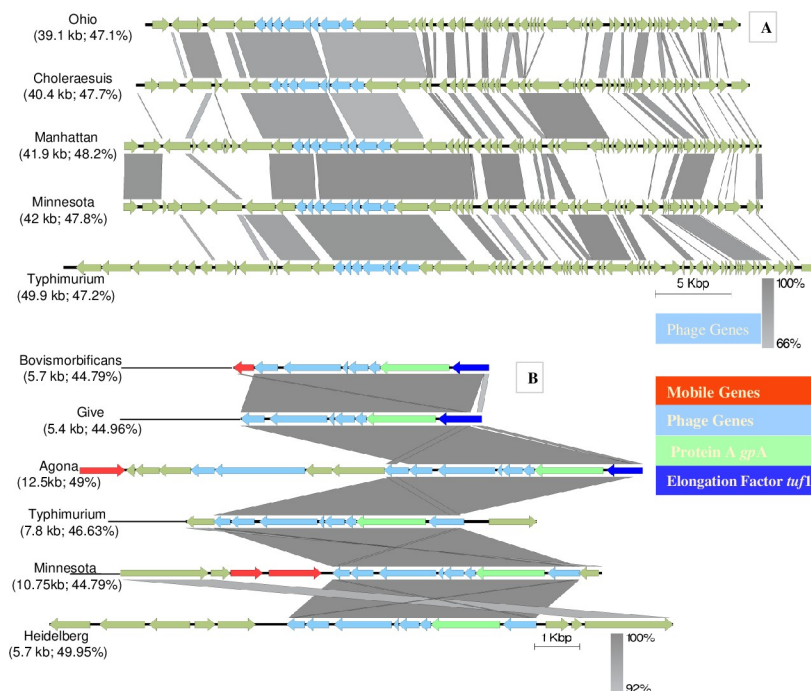 Ohio
(39.1 kb; 47.1%)
A
Choleraesuis
(40.4 kb; 47.7%)
Manhattan
(41.9 kb; 48.2%)
Minnesota
(42 kb; 47.8%)
Typhimurium
(49.9 kb; 47.2%)
5 Kbp
100%
Phage Genes
66%
Bovismorbificans
(5.7 kb; 44.79%)
B
Give
(5.4 kb; 44.96%)
Agona
(12.5kb; 49%)
Typhimurium
(7.8 kb; 46.63%)
Minnesota
(10.75kb; 44.79%)
Heidelberg
(5.7 kb; 49.95%)
Mobile Genes
Phage Genes
Protein A gpA
Elongation Factor tuf1
1 Kbp
100%
92%